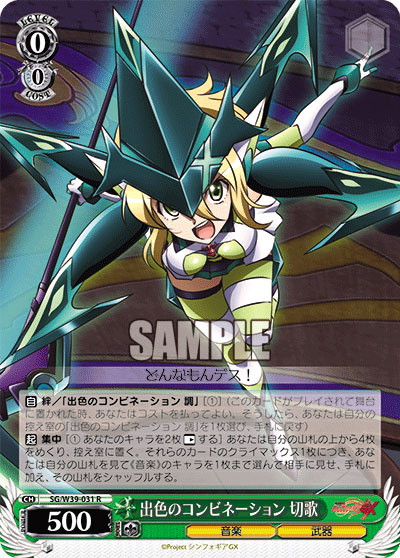 LEVEL
0
0
COST
SAMPLE
どんなもんデス!
自 絆/「出色のコンビネーション 調」 [①] (このカードがプレイされて舞台
に置かれた時、あなたはコストを払ってよい。そうしたら、あなたは自分の
控え室の「出色のコンビネーション 調」を1枚選び、手札に戻す)
起 集中 [① あなたのキャラを2枚レストする] あなたは自分の山札の上から4枚
をめくり、控え室に置く。それらのカードのクライマックス1枚につき、あな
たは自分の山札を見て《音楽》のキャラを1枚まで選んで相手に見せ、手札に
加え、その山札をシャッフルする。
CH SG/W39-031 R
500
出色のコンビネーション 切歌
音楽
武器
©Project シンフォギアGX